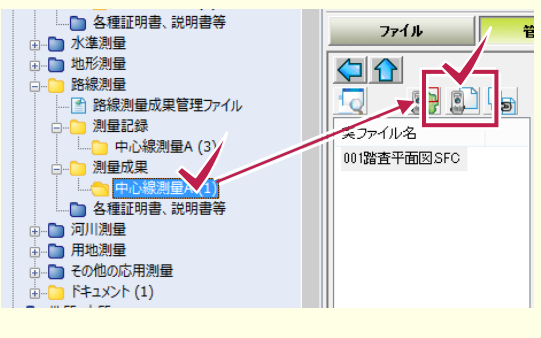 各種証明書、説明書等
水準測量
地形測量
路線測量
路線測量成果管理ファイル
測量記録
中心線測量A (3)
測量成果
中心線測量A (1)
各種証明書、説明書等
河川測量
用地測量
その他の応用測量
ドキュメント (1)
ファイル
管
実ファイル名
001踏査平面図.SFC